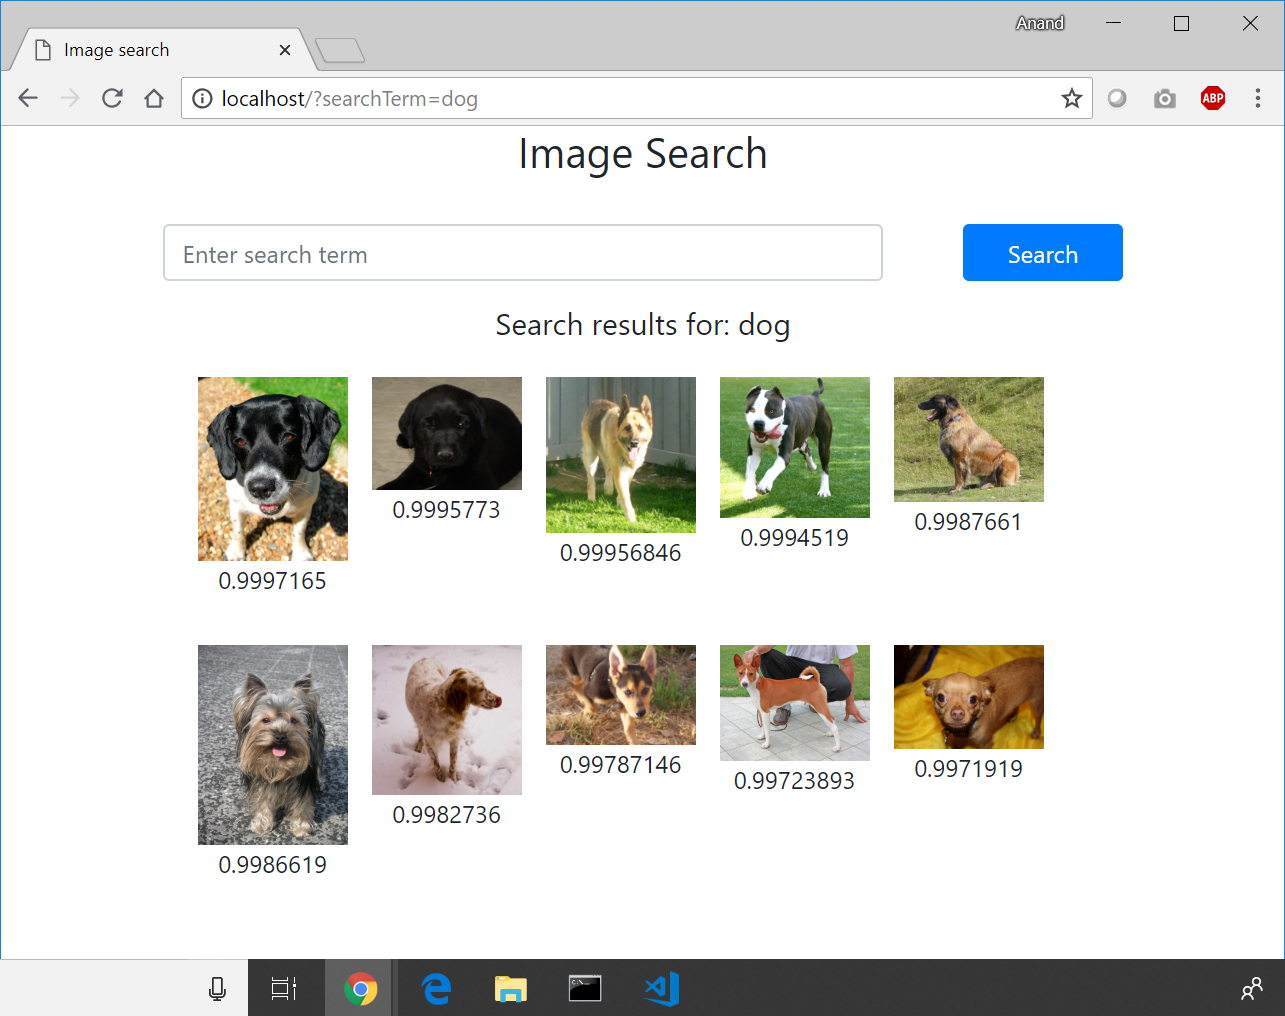 Anand
Image search
localhost/?searchTerm=dog
ABP
Image Search
Enter search term
Search
Search results for: dog
0.9997165
0.9995773
0.99956846
0.9994519
0.9987661
0.9986619
0.9982736
0.99787146
0.99723893
0.9971919